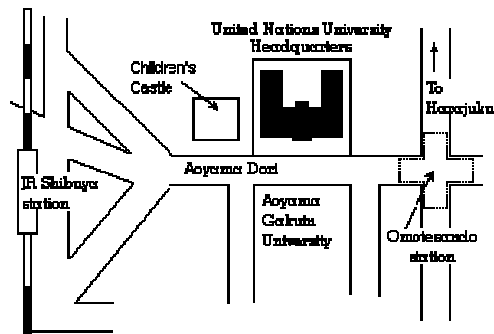 United Nations University
Headquarters
Children's
Castle
To
Harajuku
Aoyama Dori
JR Shibuya
station
Aoyama
Gakuin
University
Omotesando
station